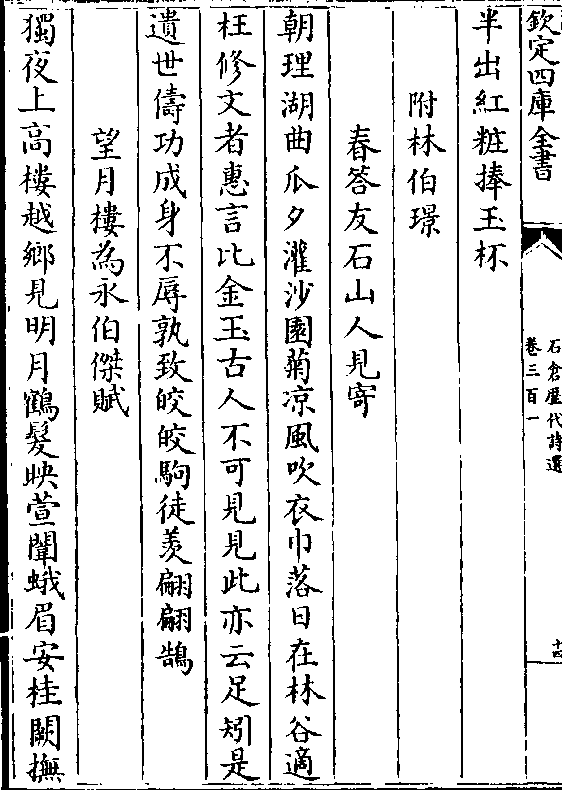 欽定四庫全書
石倉歷代詩選
卷三百一
十四
半出紅粧捧玉杯
附林伯璟
春答友石山人見寄
朝理湖曲瓜夕灌沙園菊凉風吹衣巾落日在林谷適
枉修文者惠言比金玉古人不可見見此亦云足矧是
遺世儔功成身不辱孰致皎皎駒徒羡翩翩鵠
望月樓為永伯傑賦
獨夜上高樓越鄉見明月鶴髮映萱闈蛾眉安桂闕撫